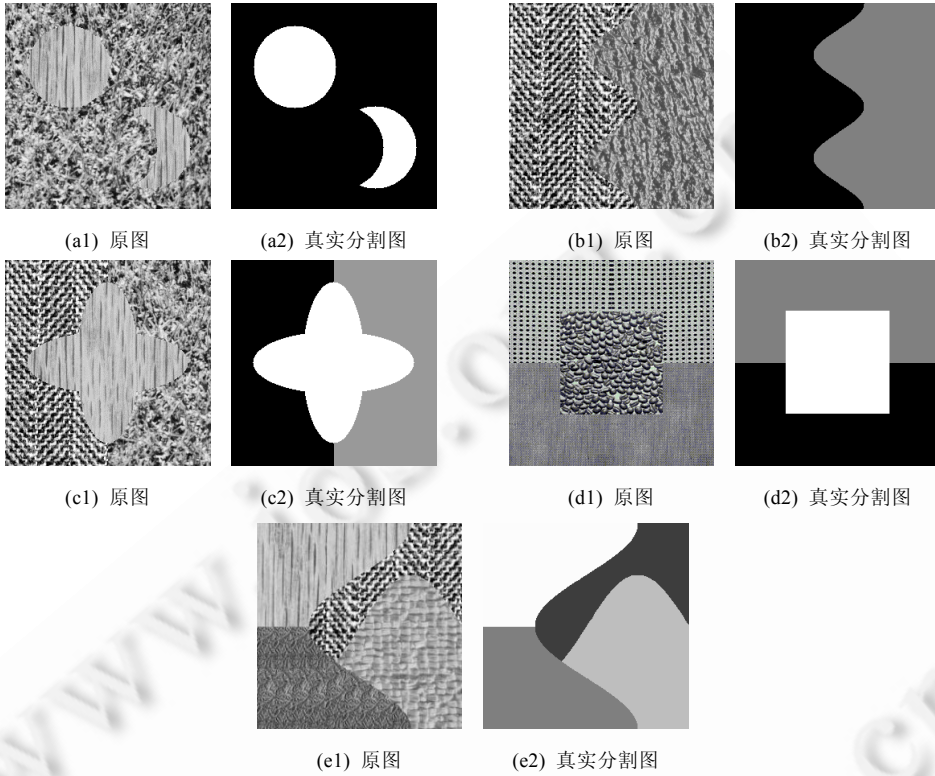 (a1) 原图 (a2) 真实分割图 (b1) 原图 (b2) 真实分割图
(c1) 原图 (c2) 真实分割图 (d1) 原图 (d2) 真实分割图
(e1) 原图 (e2) 真实分割图